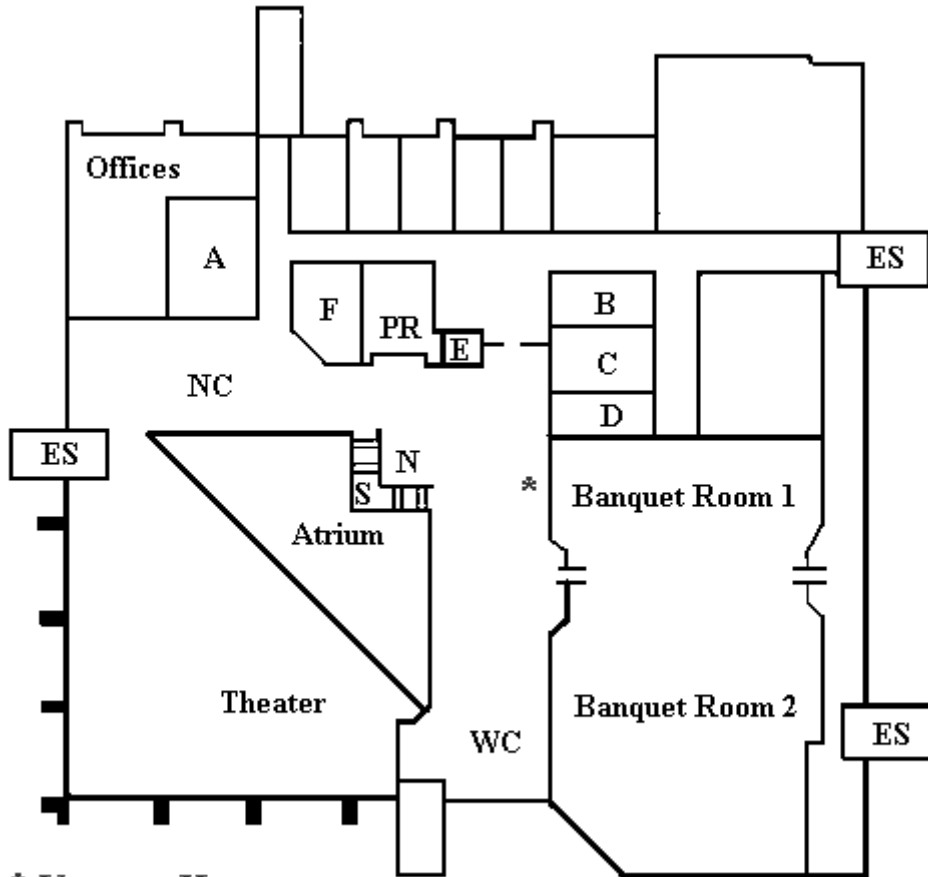 Offices
A
ES
F
PR
E
B
C
D
NC
ES
N
S
*
Banquet Room 1
Atrium
Theater
Banquet Room 2
WC
ES
*